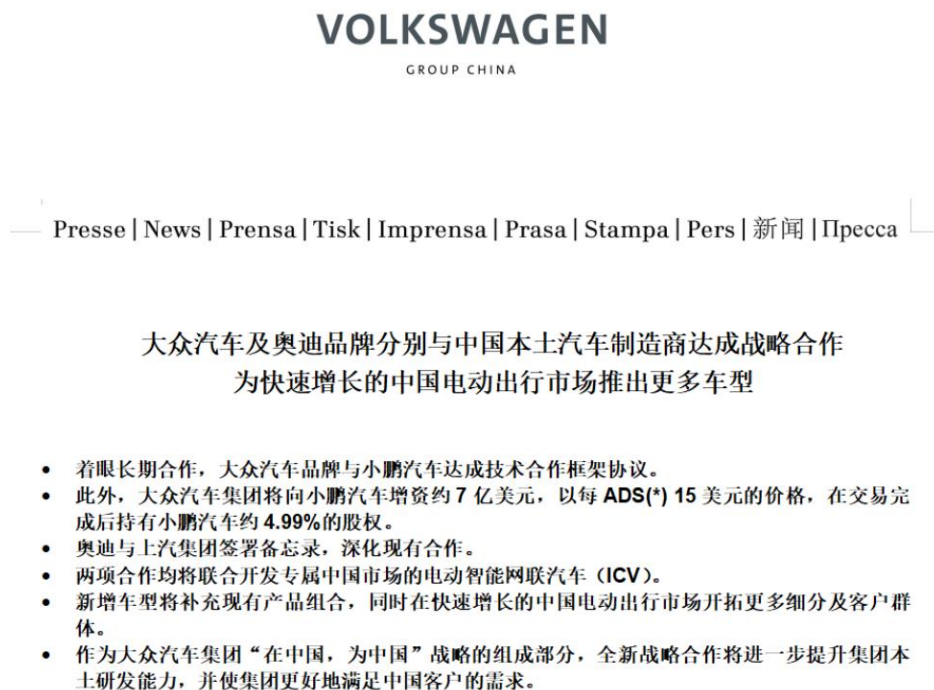 VOLKSWAGEN
GROUP CHINA
Presse | News | Prensa | Tisk | Imprensa | Prasa | Stampa | Pers | 新闻 | Пресса
大众汽车及奥迪品牌分别与中国本土汽车制造商达成战略合作
为快速增长的中国电动出行市场推出更多车型
• 着眼长期合作，大众汽车品牌与小鹏汽车达成技术合作框架协议。
• 此外，大众汽车集团将向小鹏汽车增资约 7 亿美元，以每 ADS(*) 15 美元的价格，在交易完
成后持有小鹏汽车约 4.99%的股权。
• 奥迪与上汽集团签署备忘录，深化现有合作。
• 两项合作均将联合开发专属中国市场的电动智能网联汽车（ICV）。
• 新增车型将补充现有产品组合，同时在快速增长的中国电动出行市场开拓更多细分及客户群
体。
• 作为大众汽车集团“在中国，为中国”战略的组成部分，全新战略合作将进一步提升集团本
土研发能力，并使集团更好地满足中国客户的需求。